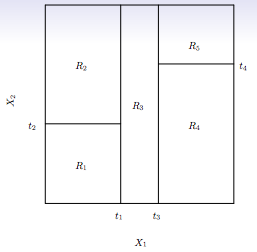 R₅
R₂
t₄
X₂
R₃
t₂
R₄
R₁
t₁
t₃
X₁